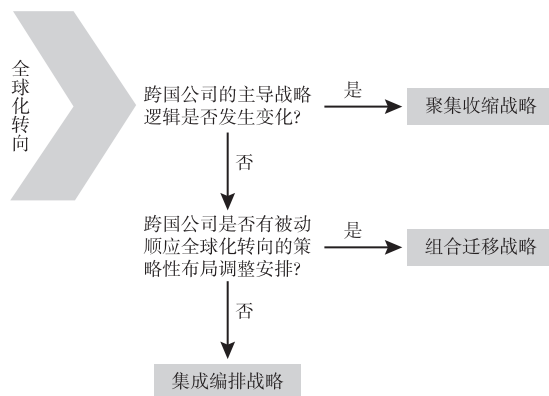 全球化转向
跨国公司的主导战略
逻辑是否发生变化?
是
聚集收缩战略
否
跨国公司是否有被动
顺应全球化转向的策
略性布局调整安排?
是
组合迁移战略
否
集成编排战略